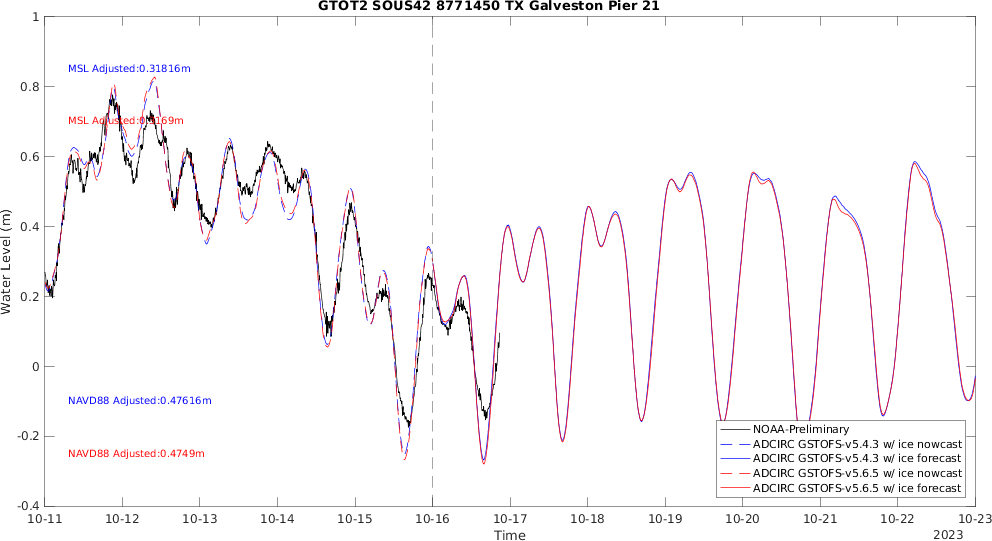 GTOT2 SOUS42 8771450 TX Galveston Pier 21
1
0.8
0.6
0.4
0.2
0
-0.2
-0.4
Water Level (m)
MSL Adjusted:0.31816m
MSL Adjusted:0.3169m
NAVD88 Adjusted:0.47616m
NAVD88 Adjusted:0.4749m
NOAA-Preliminary
ADCIRC GSTOFS-v5.4.3 w/ ice nowcast
ADCIRC GSTOFS-v5.4.3 w/ ice forecast
ADCIRC GSTOFS-v5.6.5 w/ ice nowcast
ADCIRC GSTOFS-v5.6.5 w/ ice forecast
10-11 10-12 10-13 10-14 10-15 10-16 10-17 10-18 10-19 10-20 10-21 10-22 10-23
Time
2023